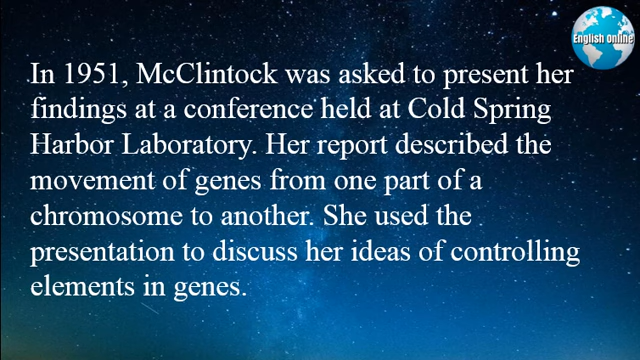 English Online
In 1951, McClintock was asked to present her
findings at a conference held at Cold Spring
Harbor Laboratory. Her report described the
movement of genes from one part of a
chromosome to another. She used the
presentation to discuss her ideas of controlling
elements in genes.